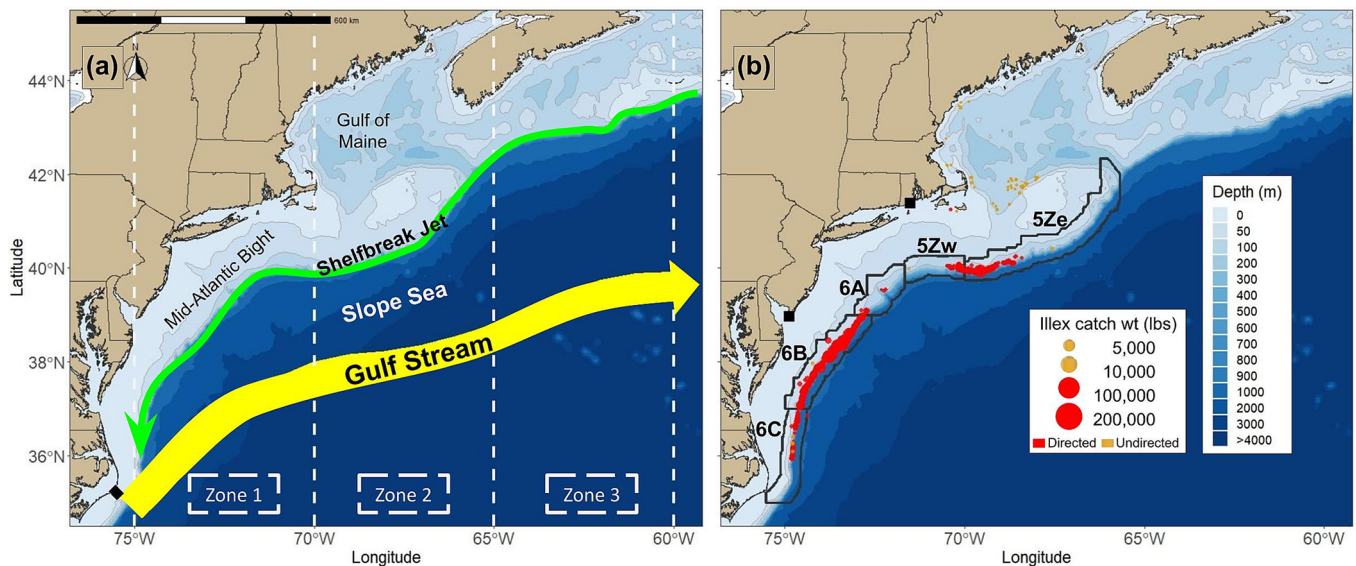 600 km
(a)
N
44°N
42°N
40°N
38°N
36°N
Latitude
Gulf of
Maine
Mid-Atlantic Bight
Shelfbreak Jet
Slope Sea
Gulf Stream
Zone 1
Zone 2
Zone 3
75°W
70°W
65°W
60°W
Longitude
(b)
5Ze
5Zw
6A
6B
6C
Illex catch wt (lbs)
5,000
10,000
100,000
200,000
Directed
Undirected
Depth (m)
0
50
100
200
300
400
500
600
700
800
900
1000
2000
3000
>4000
75°W
70°W
65°W
60°W
Longitude